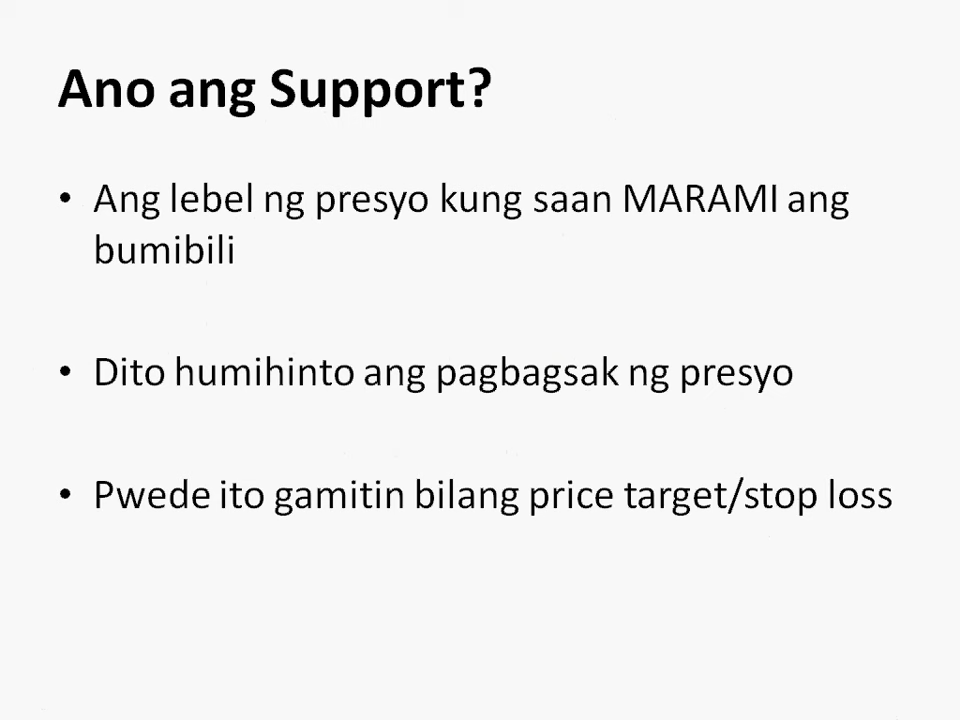 Ano ang Support?
• Ang lebel ng presyo kung saan MARAMI ang
bumibili
• Dito humihinto ang pagbagsak ng presyo
• Pwede ito gamitin bilang price target/stop loss